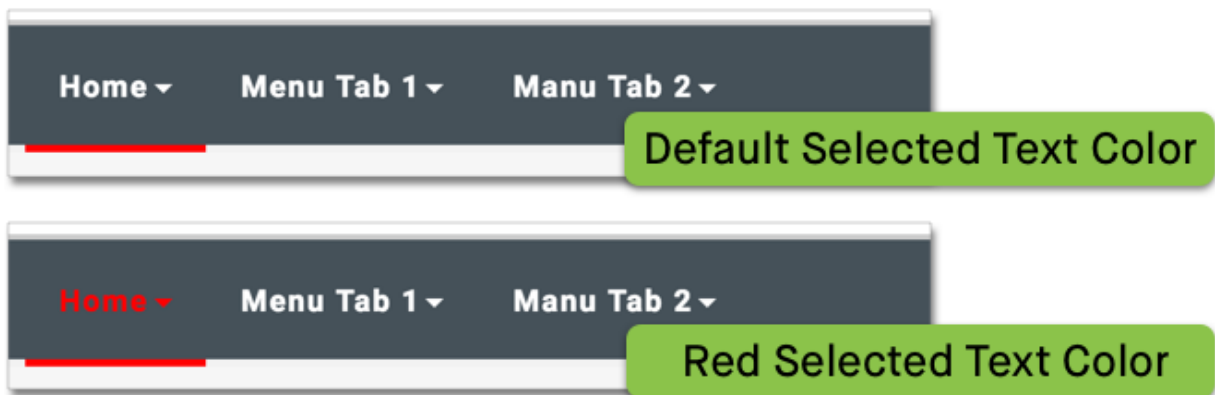 Home Menu Tab 1 Manu Tab 2
Default Selected Text Color
Home Menu Tab 1 Manu Tab 2
Red Selected Text Color